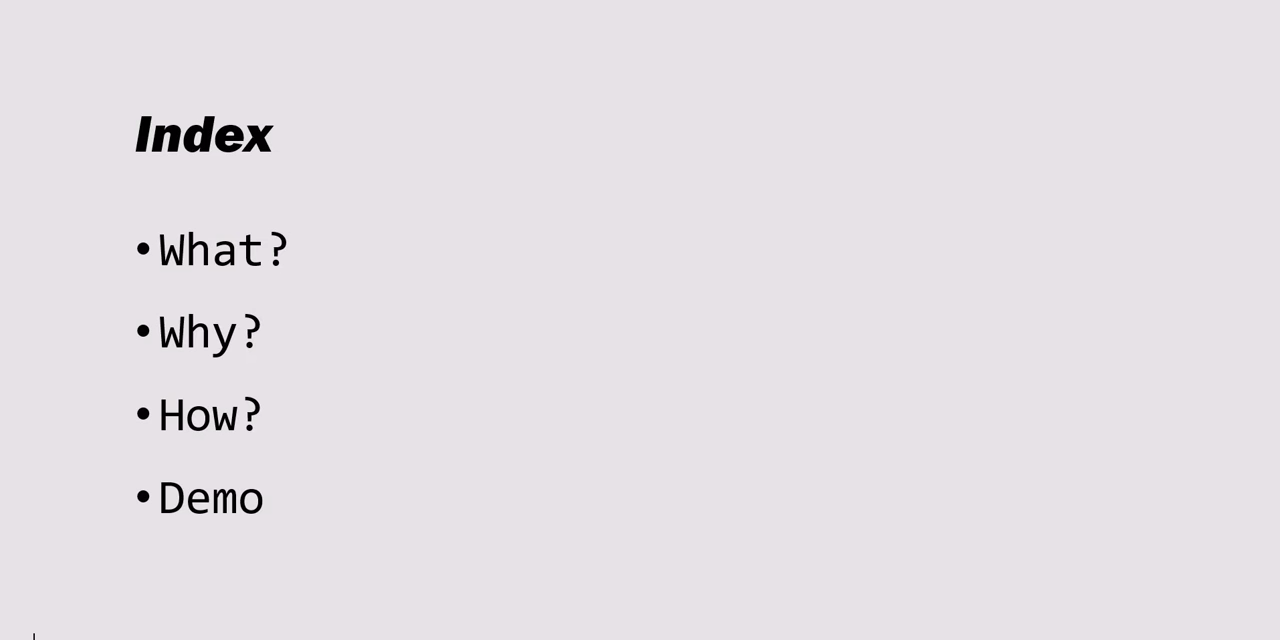 Index
• What?
• Why?
• How?
• Demo